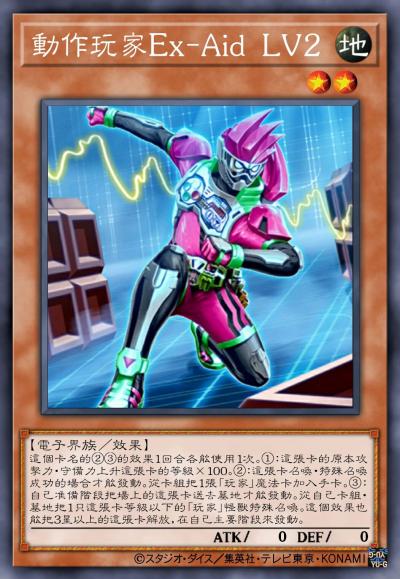 動作玩家Ex-Aid LV2
地
【電子界族／效果】
這個卡名的②③的效果1回合各能使用1次。①:這張卡的原本攻
擊力·守備力上升這張卡的等級×100。②:這張卡召喚·特殊召喚
成功的場合才能發動。從卡組把1張「玩家」魔法卡加入手卡。③:
自己準備階段把場上的這張卡送去墓地才能發動。從自己卡組·
墓地把1只這張卡等級以下的「玩家」怪獸特殊召喚。這個效果也
能把3星以上的這張卡解放,在自己主要階段來發動。
ATK/ 0 DEF/ 0
©スタジオ·ダイス/集英社·テレビ東京·KONAMI